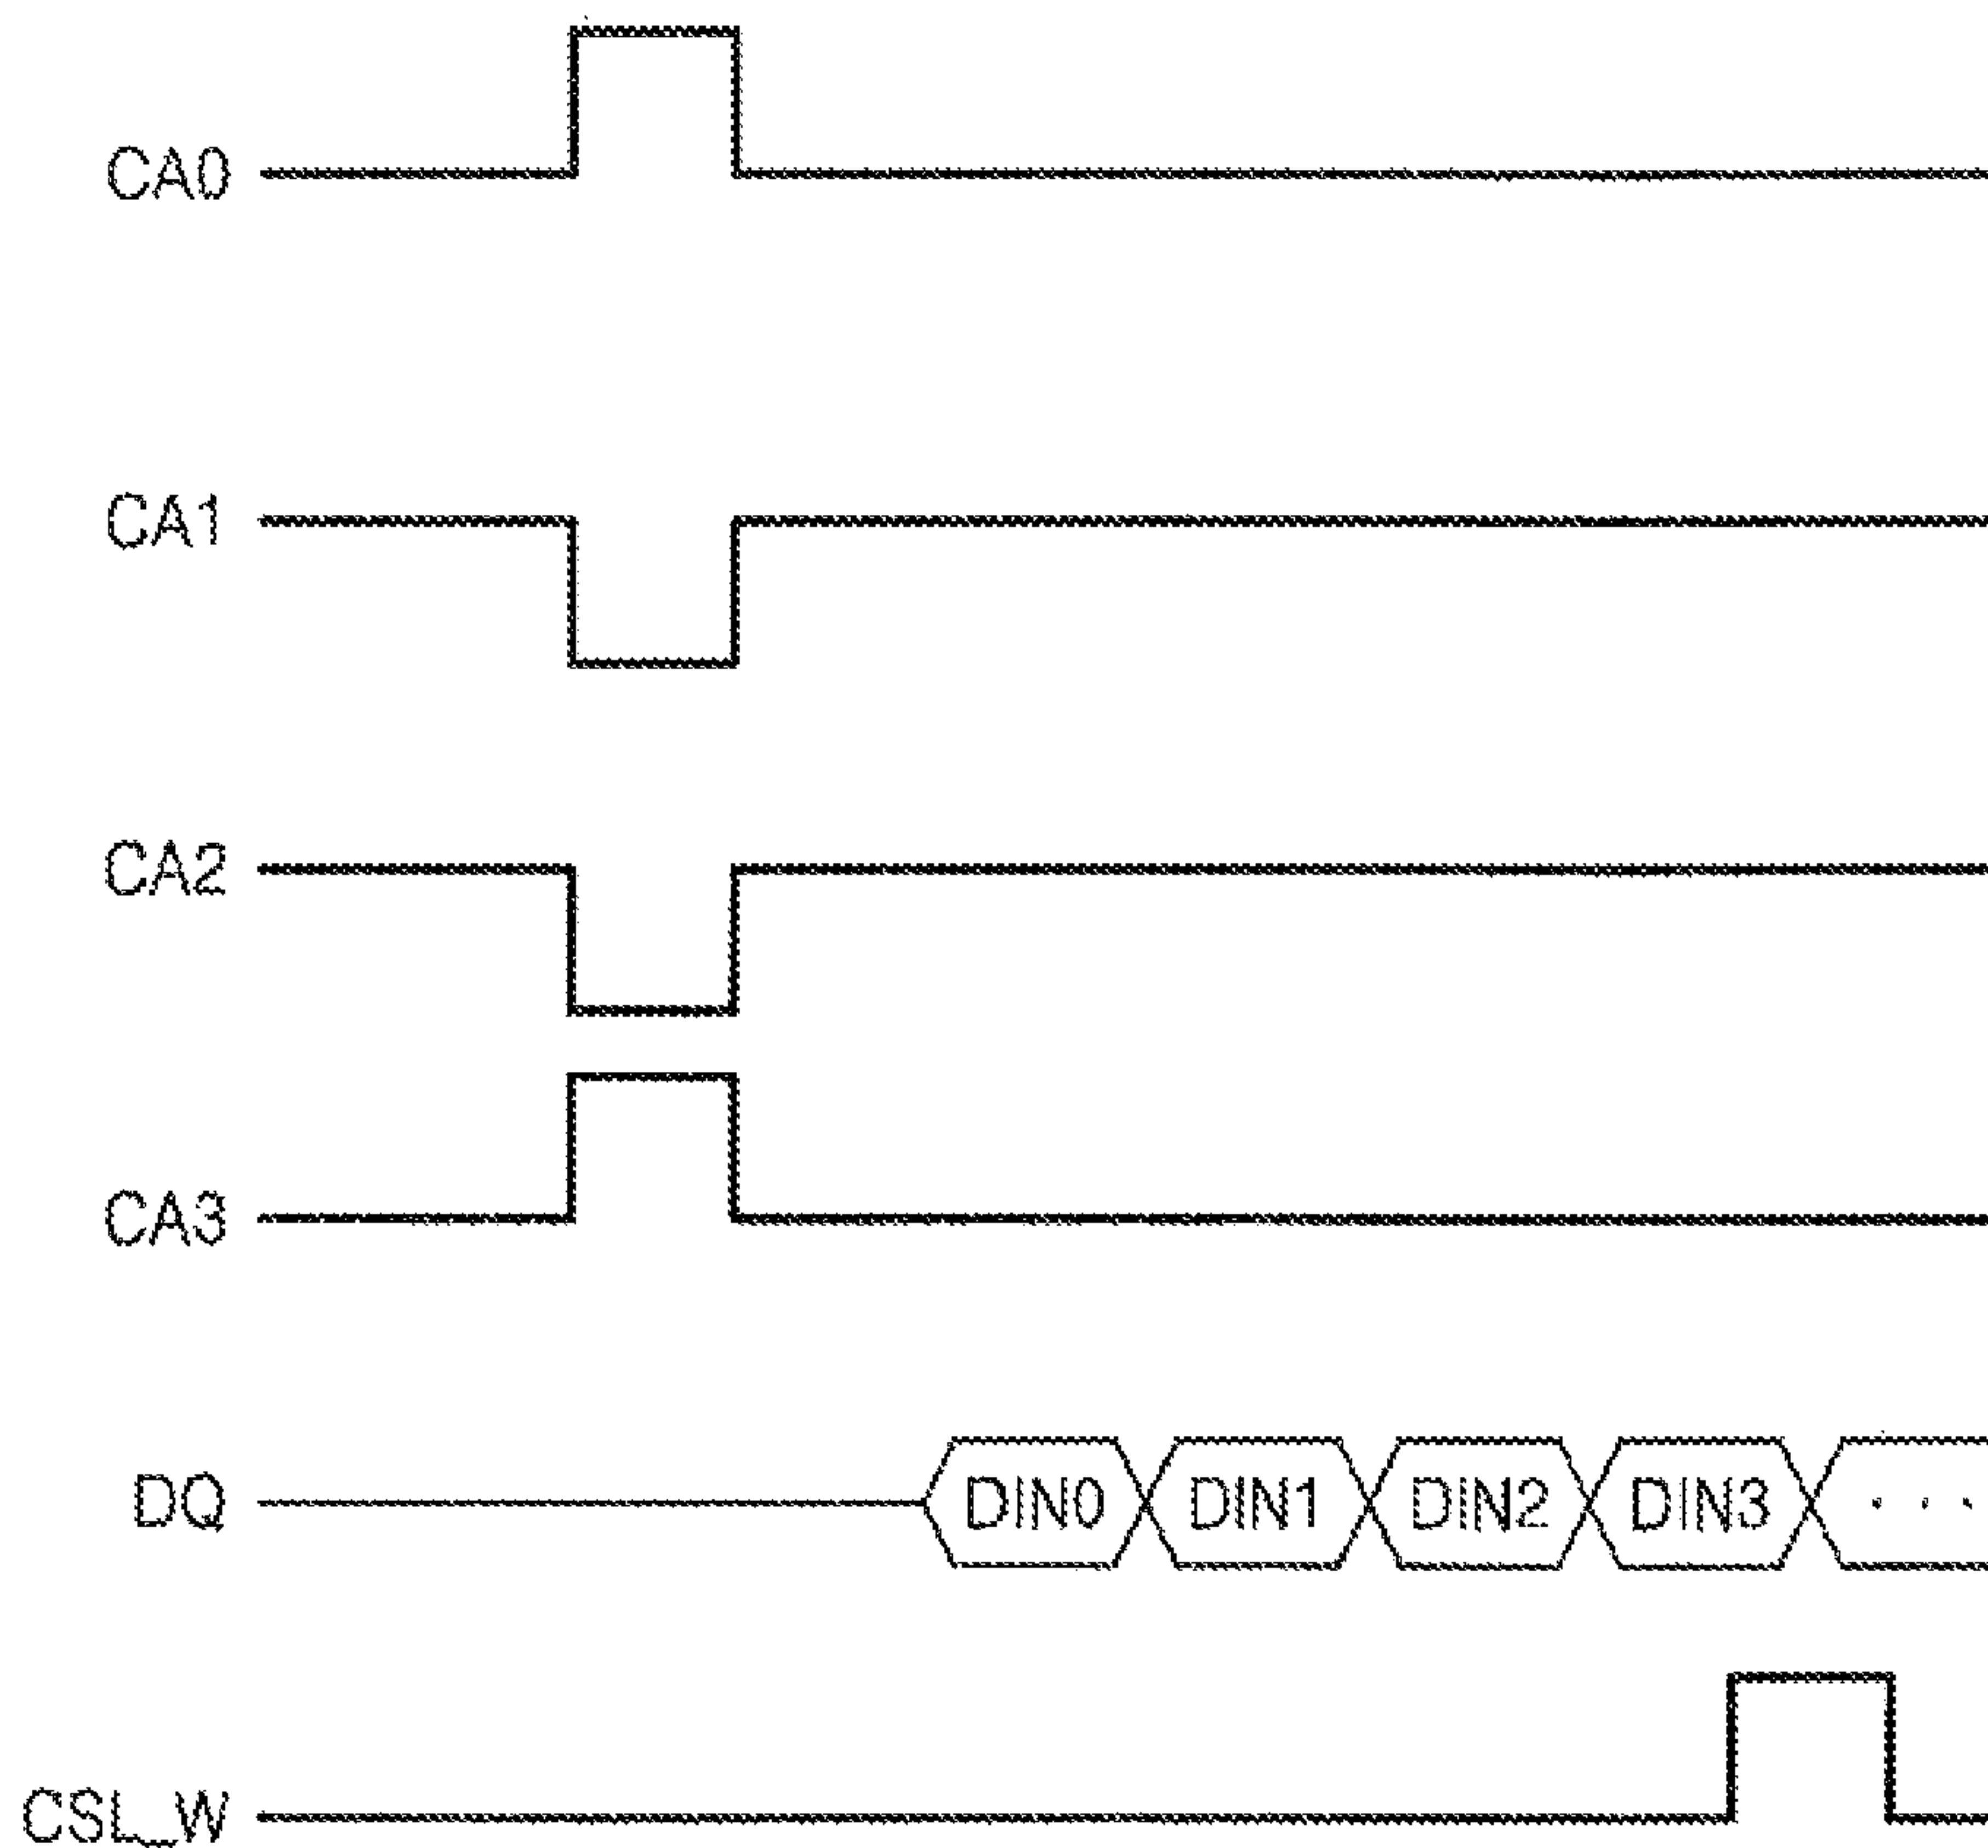 CA0
CA1
CA2
CA3
DQ DIN0 DIN1 DIN2 DIN3 ...
CSL_W